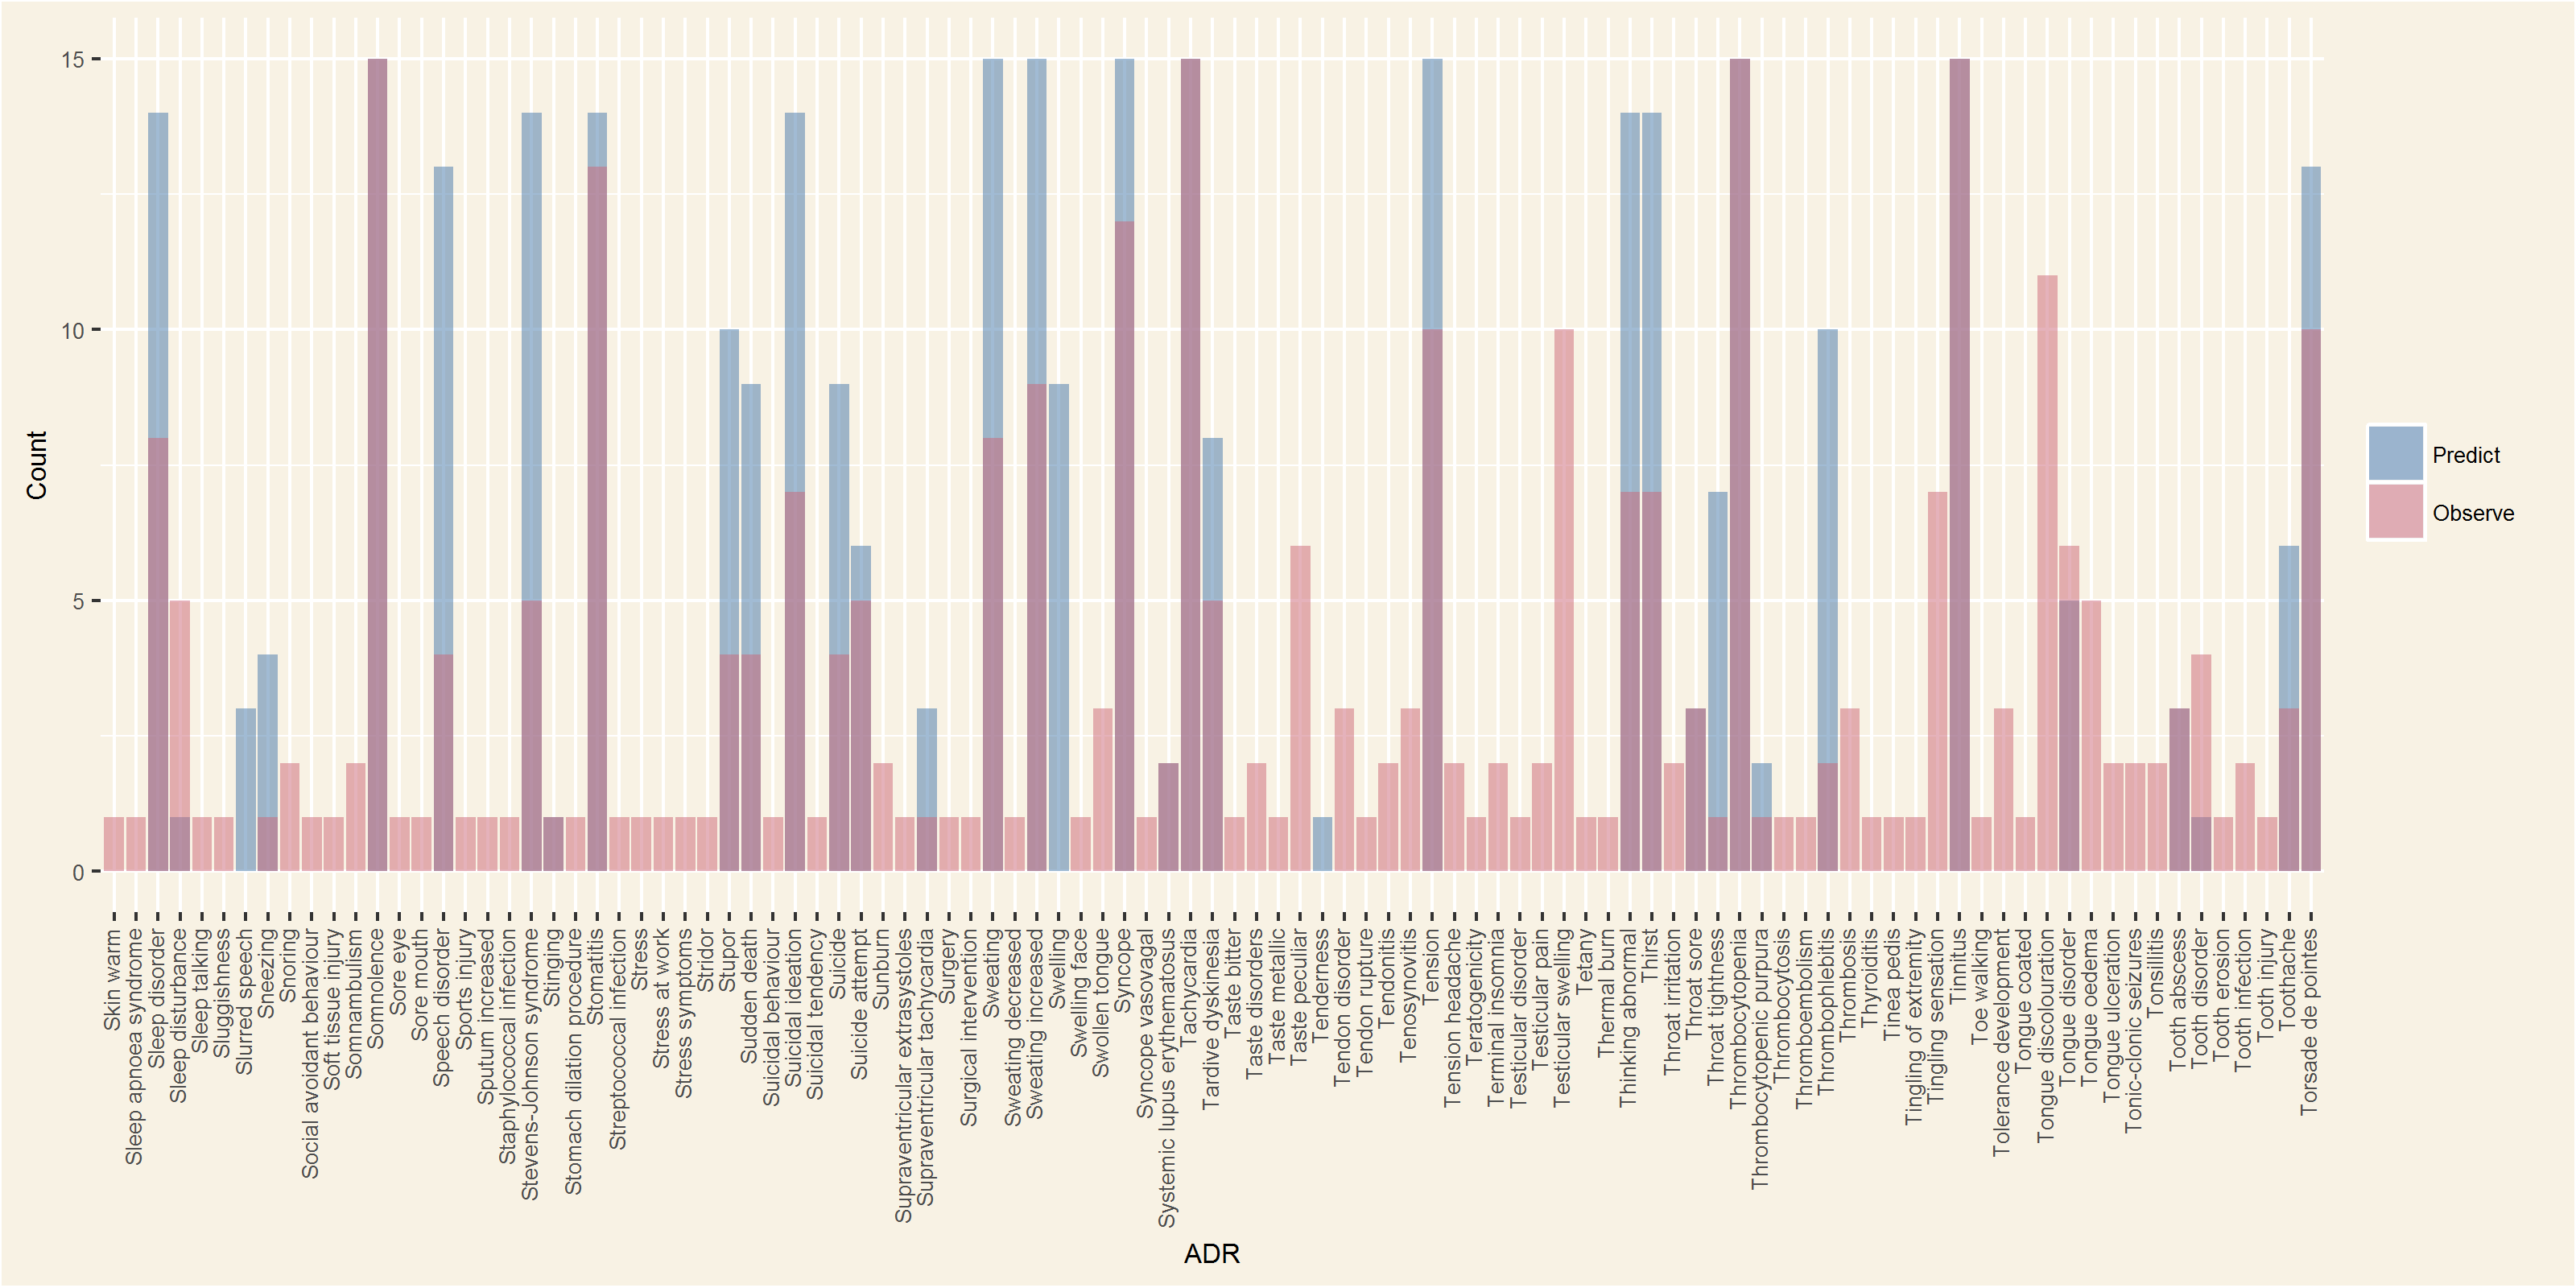 15
10
5
0
Count
Skin warm
Sleep apnoea syndrome
Sleep disorder
Sleep disturbance
Sleep talking
Sluggishness
Slurred speech
Sneezing
Snoring
Social avoidant behaviour
Soft tissue injury
Somnambulism
Somnolence
Sore eye
Sore mouth
Speech disorder
Sports injury
Sputum increased
Staphylococcal infection
Stevens-Johnson syndrome
Stinging
Stomach dilation procedure
Stomatitis
Streptococcal infection
Stress
Stress at work
Stress symptoms
Stridor
Stupor
Sudden death
Suicidal behaviour
Suicidal ideation
Suicidal tendency
Suicide
Suicide attempt
Sunburn
Supraventricular extrasystoles
Supraventricular tachycardia
Surgery
Surgical intervention
Sweating
Sweating decreased
Sweating increased
Swelling
Swelling face
Swollen tongue
Syncope
Syncope vasovagal
Systemic lupus erythematosus
Tachycardia
Tardive dyskinesia
Taste bitter
Taste disorders
Taste metallic
Taste peculiar
Tenderness
Tendon disorder
Tendon rupture
Tendonitis
Tenosynovitis
Tension
Tension headache
Teratogenicity
Terminal insomnia
Testicular disorder
Testicular pain
Testicular swelling
Tetany
Thermal burn
Thinking abnormal
Thirst
Throat irritation
Throat sore
Throat tightness
Thrombocytopenia
Thrombocytopenic purpura
Thrombocytosis
Thromboembolism
Thrombophlebitis
Thrombosis
Thyroiditis
Tinea pedis
Tingling of extremity
Tingling sensation
Tinnitus
Toe walking
Tolerance development
Tongue coated
Tongue discolouration
Tongue disorder
Tongue oedema
Tongue ulceration
Tonic-clonic seizures
Tonsillitis
Tooth abscess
Tooth disorder
Tooth erosion
Tooth infection
Tooth injury
Toothache
Torsade de pointes
ADR
Predict
Observe